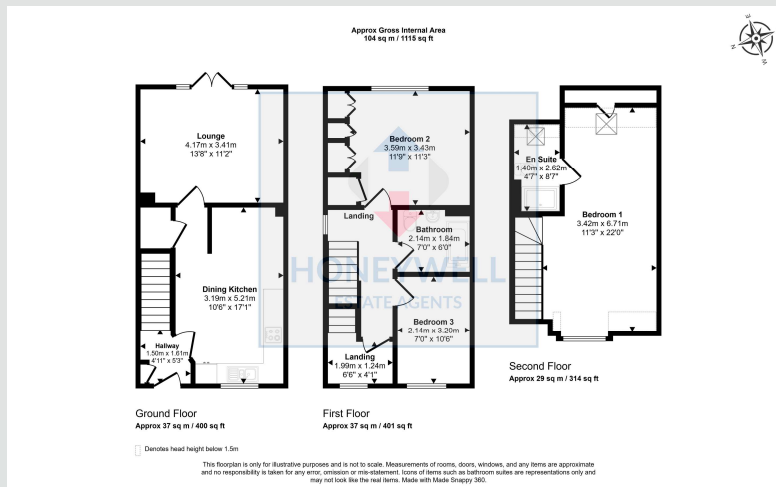 Approx Gross Internal Area
104 sq m / 1115 sq ft
Lounge
4.17m x 3.41m
13'8" x 11'2"
Dining Kitchen
3.19m x 5.21m
10'6" x 17'1"
Hallway
1.50m x 1.61m
4'11" x 5'3"
Ground Floor
Approx 37 sq m / 400 sq ft
Bedroom 2
3.59m x 3.43m
11'9" x 11'3"
Landing
Bathroom
2.14m x 1.84m
7'0" x 6'0"
Bedroom 3
2.14m x 3.20m
7'0" x 10'6"
Landing
1.99m x 1.24m
6'6" x 4'1"
First Floor
Approx 37 sq m / 401 sq ft
En Suite
1.40m x 2.62m
4'7" x 8'7"
Bedroom 1
3.42m x 6.71m
11'3" x 22'0"
Second Floor
Approx 29 sq m / 314 sq ft
HONEYWELL
ESTATE AGENTS
Denotes head height below 1.5m
This floorplan is only for illustrative purposes and is not to scale. Measurements of rooms, doors, windows, and any items are approximate
and no responsibility is taken for any error, omission or mis-statement. Icons of items such as bathroom suites are representations only and
may not look like the real items. Made with Made Snappy 360.